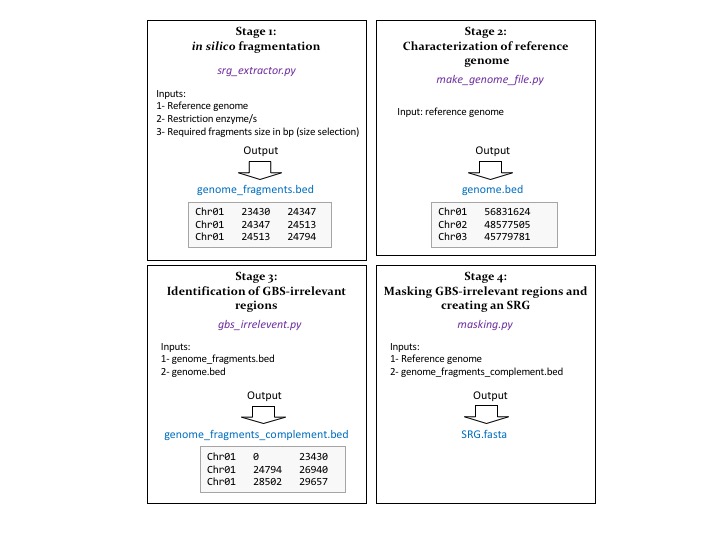 Stage 1:
in silico fragmentation
srg_extractor.py
Inputs:
1- Reference genome
2- Restriction enzyme/s
3- Required fragments size in bp (size selection)
Output
genome_fragments.bed
Chr01 23430 24347
Chr01 24347 24513
Chr01 24513 24794
Stage 2:
Characterization of reference
genome
make_genome_file.py
Input: reference genome
Output
genome.bed
Chr01 56831624
Chr02 48577505
Chr03 45779781
Stage 3:
Identification of GBS-irrelevant
regions
gbs_irrelevent.py
Inputs:
1- genome_fragments.bed
2- genome.bed
Output
genome_fragments_complement.bed
Chr01 0 23430
Chr01 24794 26940
Chr01 28502 29657
Stage 4:
Masking GBS-irrelevant regions and
creating an SRG
masking.py
Inputs:
1- Reference genome
2- genome_fragments_complement.bed
Output
SRG.fasta